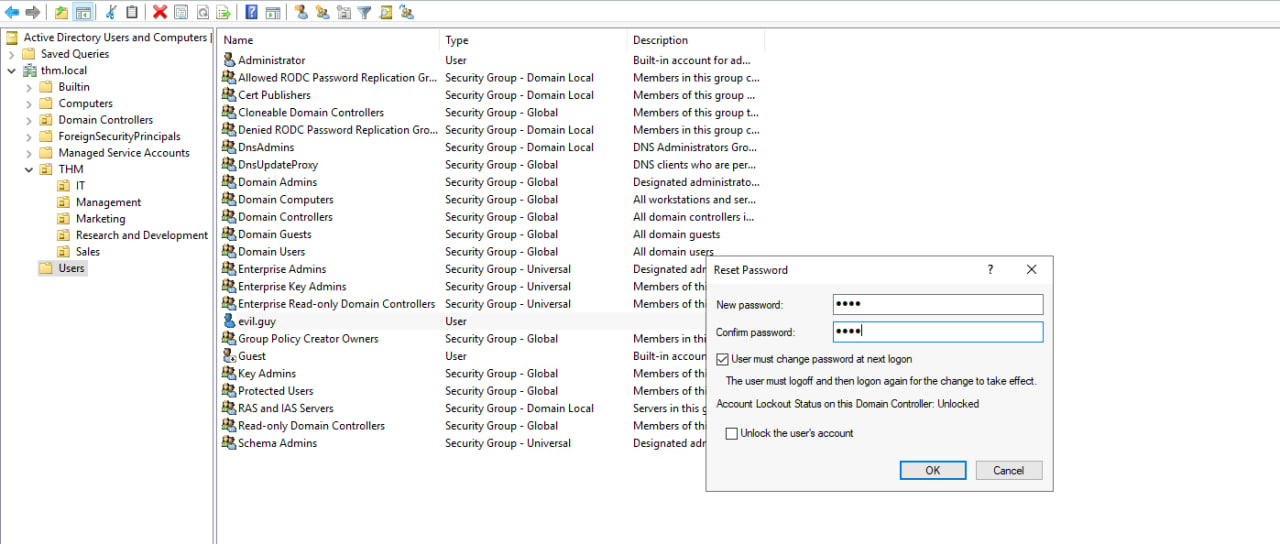 Active Directory Users and Computers [
Saved Queries
thm.local
Builtin
Computers
Domain Controllers
ForeignSecurityPrincipals
Managed Service Accounts
THM
IT
Management
Marketing
Research and Development
Sales
Users
Name Type Description
Administrator User Built-in account for ad...
Allowed RODC Password Replication Gr... Security Group - Domain Local Members in this group c...
Cert Publishers Security Group - Domain Local Members of this group ...
Cloneable Domain Controllers Security Group - Global Members of this group t...
Denied RODC Password Replication Gro... Security Group - Domain Local Members in this group c...
DnsAdmins Security Group - Domain Local DNS Administrators Gro...
DnsUpdateProxy Security Group - Global DNS clients who are per...
Domain Admins Security Group - Global Designated administrato...
Domain Computers Security Group - Global All workstations and ser...
Domain Controllers Security Group - Global All domain controllers i...
Domain Guests Security Group - Global All domain guests
Domain Users Security Group - Global All domain users
Enterprise Admins Security Group - Universal Designated adr
Enterprise Key Admins Security Group - Universal Members of thi
Enterprise Read-only Domain Controllers Security Group - Universal Members of thi
evil.guy User
Group Policy Creator Owners Security Group - Global Members in this
Guest User Built-in accoun
Key Admins Security Group - Global Members of thi
Protected Users Security Group - Global Members of thi
RAS and IAS Servers Security Group - Domain Local Servers in this g
Read-only Domain Controllers Security Group - Global Members of thi
Schema Admins Security Group - Universal Designated adr
Reset Password ?
New password: ••••
Confirm password: ••••
User must change password at next logon
The user must logoff and then logon again for the change to take effect.
Account Lockout Status on this Domain Controller: Unlocked
Unlock the user's account
OK Cancel